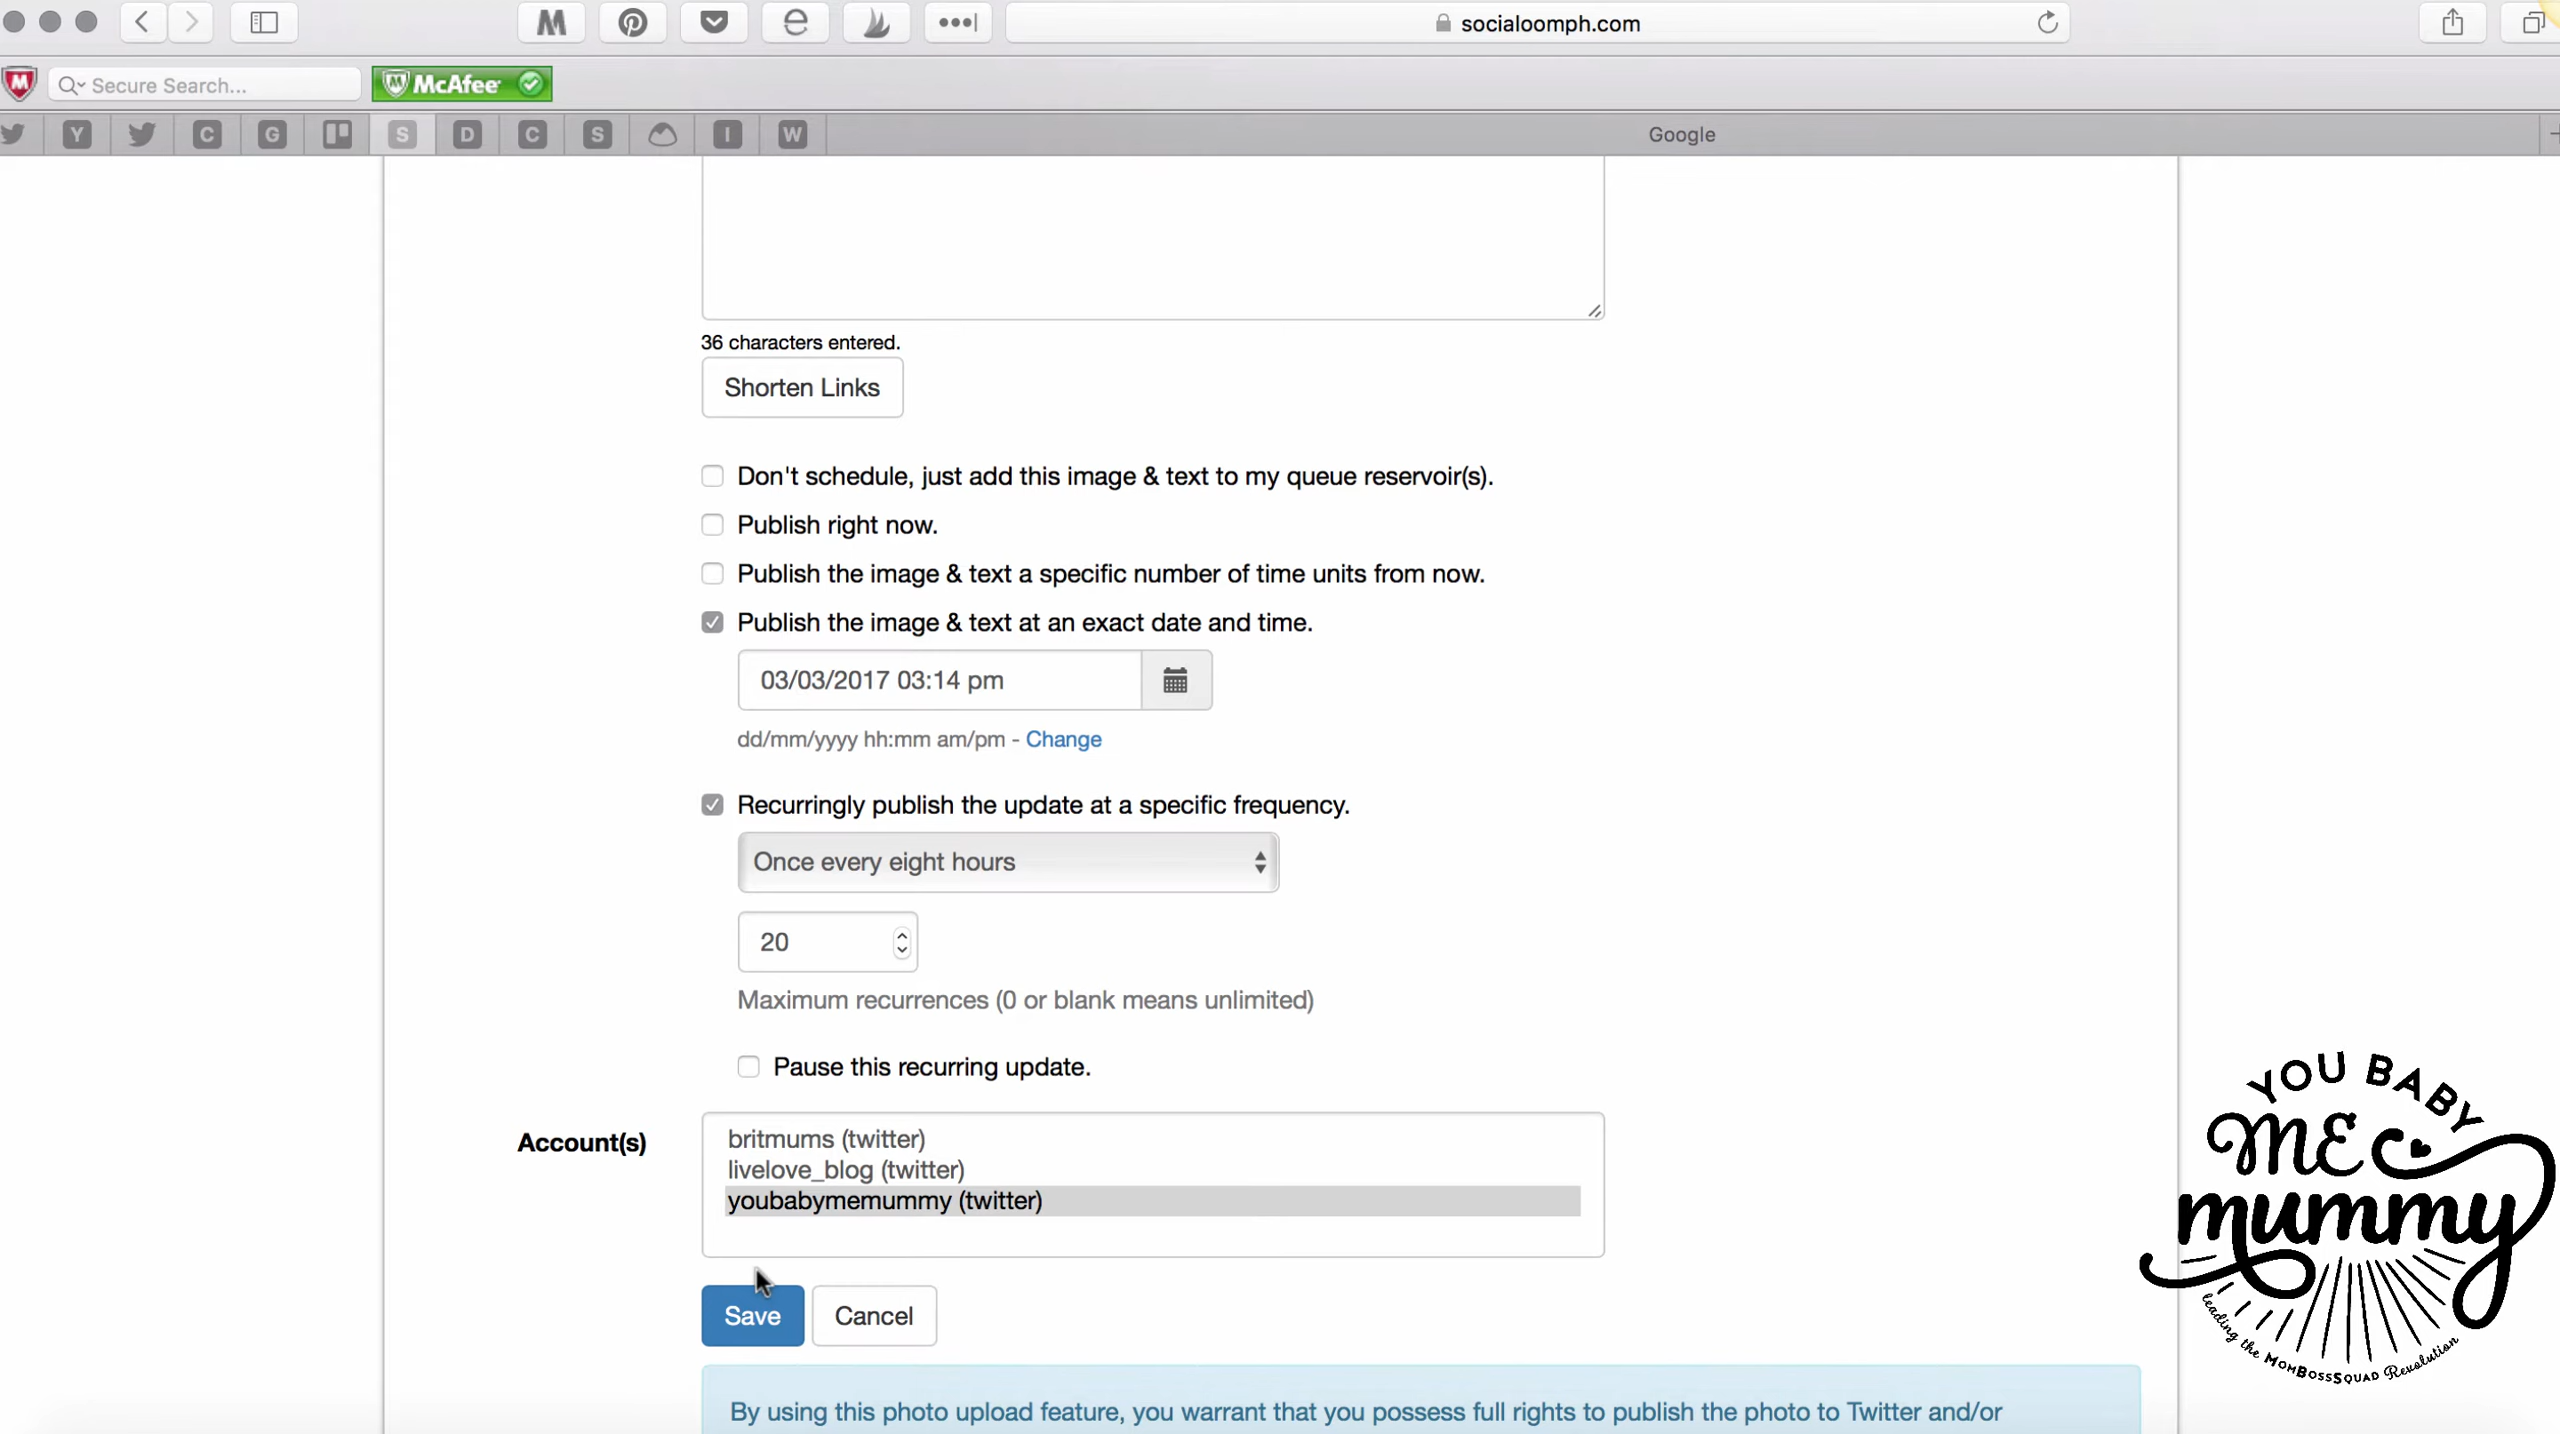 socialoomph.com
Secure Search...
McAfee
Y C G S D C S I W Google
36 characters entered.
Shorten Links
Don't schedule, just add this image & text to my queue reservoir(s).
Publish right now.
Publish the image & text a specific number of time units from now.
Publish the image & text at an exact date and time.
03/03/2017 03:14 pm
dd/mm/yyyy hh:mm am/pm - Change
Recurringly publish the update at a specific frequency.
Once every eight hours
20
Maximum recurrences (0 or blank means unlimited)
Pause this recurring update.
Account(s)
britmums (twitter)
livelove_blog (twitter)
youbabymemummy (twitter)
Save Cancel
By using this photo upload feature, you warrant that you possess full rights to publish the photo to Twitter and/or
YOU BABY
ME
mummy
leading the MomBossSquad Revolution